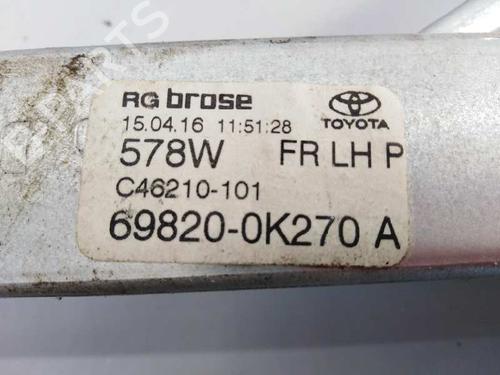 RG brose
15.04.16 11:51:28
TOYOTA
578W FR LH P
C46210-101
69820-0K270 A